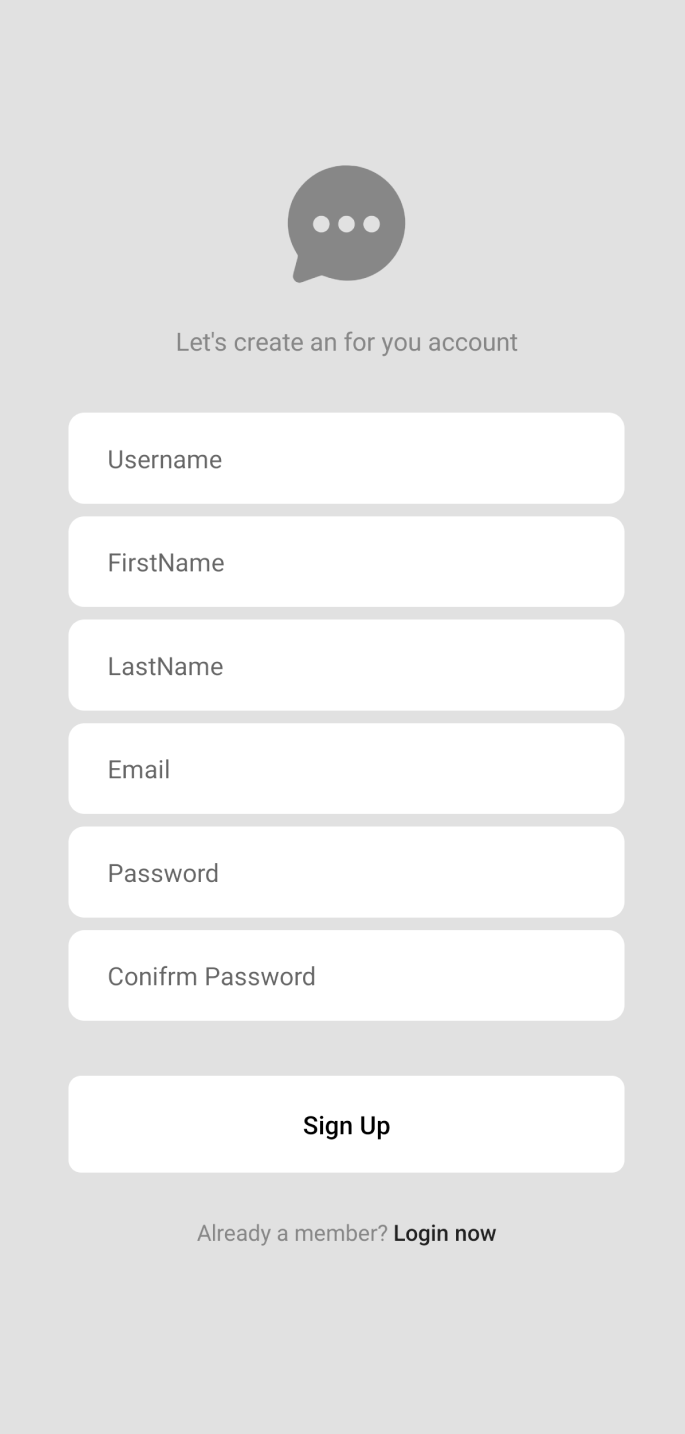 Let's create an for you account
Username
FirstName
LastName
Email
Password
Conifrm Password
Sign Up
Already a member? Login now